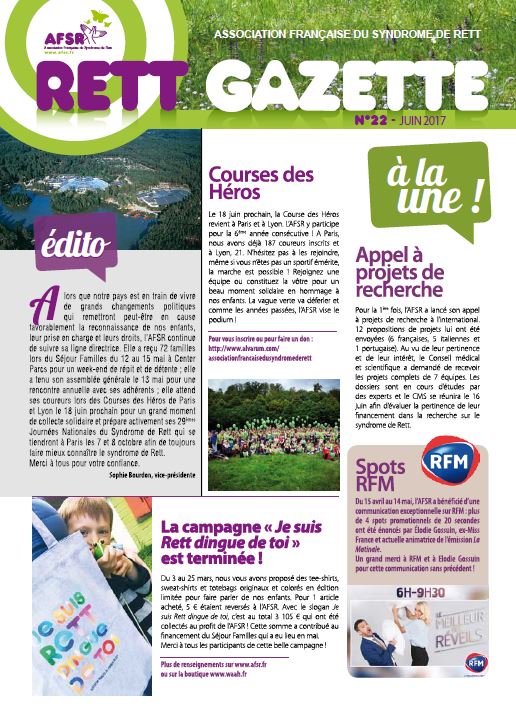 AFSR
Association Française du Syndrome de Rett
www.afsr.fr
ASSOCIATION FRANÇAISE DU SYNDROME DE RETT
RETT GAZETTE
N°22 - JUIN 2017
édito
Alors que notre pays est en train de vivre
de grands changements politiques
qui remettront peut-être en cause
favorablement la reconnaissance de nos enfants,
leur prise en charge et leurs droits, l'AFSR continue
de suivre sa ligne directrice. Elle a reçu 72 familles
lors du Séjour Familles du 12 au 15 mai à Center
Parcs pour un week-end de répit et de détente ; elle
a tenu son assemblée générale le 13 mai pour une
rencontre annuelle avec ses adhérents ; elle attend
ses coureurs lors des Courses des Héros de Paris
et Lyon le 18 juin prochain pour un grand moment
de collecte solidaire et prépare activement ses 29èmes
Journées Nationales du Syndrome de Rett qui se
tiendront à Paris les 7 et 8 octobre afin de toujours
faire mieux connaître le syndrome de Rett.
Merci à tous pour votre confiance.
Sophie Bourdon, vice-présidente
Courses des
Héros
Le 18 juin prochain, la Course des Héros
revient à Paris et à Lyon. L'AFSR y participe
pour la 6ème année consécutive ! A Paris,
nous avons déjà 187 coureurs inscrits et
à Lyon, 21. N'hésitez pas à les rejoindre,
même si vous n'êtes pas un sportif émérite,
la marche est possible ! Rejoignez une
équipe ou constituez la vôtre pour un
beau moment solidaire en hommage à
nos enfants. La vague verte va déferler et
comme les années passées, l'AFSR vise le
podium !
Pour vous inscrire ou pour faire un don :
http://www.alvarum.com/
associationfrancaisedusyndromederett
à la
une !
Appel à
projets de
recherche
Pour la 1ère fois, l'AFSR a lancé son appel
à projets de recherche à l'international.
12 propositions de projets lui ont été
envoyées (6 françaises, 5 italiennes et
1 portugaise). Au vu de leur pertinence
et de leur intérêt, le Conseil médical
et scientifique a demandé de recevoir
les projets complets de 7 équipes. Les
dossiers sont en cours d'études par
des experts et le CMS se réunira le 16
juin afin d'évaluer la pertinence de leur
financement dans la recherche sur le
syndrome de Rett.
Spots
RFM
RFM
Du 15 avril au 14 mai, l'AFSR a bénéficié d'une
communication exceptionnelle sur RFM : plus
de 4 spots promotionnels de 20 secondes
ont été énoncés par Élodie Gossuin, ex-Miss
France et actuelle animatrice de l'émission La
Matinale.
Un grand merci à RFM et à Elodie Gossuin
pour cette communication sans précédent !
6H-9H30
LE MEILLEUR
DES RÉVEILS
RFM
La campagne « Je suis
Rett dingue de toi »
est terminée !
Du 3 au 25 mars, nous vous avons proposé des tee-shirts,
sweat-shirts et totebags originaux et colorés en édition
limitée pour faire parler de nos enfants. Pour 1 article
acheté, 5 € étaient reversés à l'AFSR. Avec le slogan Je
suis Rett dingue de toi, c'est au total 3 105 € qui ont été
collectés au profit de l'AFSR ! Cette somme a contribué au
financement du Séjour Familles qui a eu lieu en mai.
Merci à tous les participants de cette belle campagne !
Plus de renseignements sur www.afsr.fr
ou sur la boutique www.waah.fr
JE SUIS
RETT
DINGUE
DE TOI